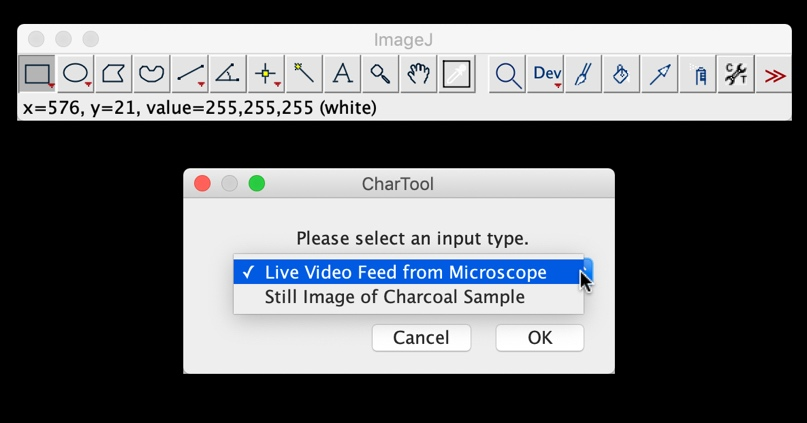 ImageJ
A
Dev
C
T
x=576, y=21, value=255,255,255 (white)
CharTool
Please select an input type.
✓ Live Video Feed from Microscope
Still Image of Charcoal Sample
Cancel
OK